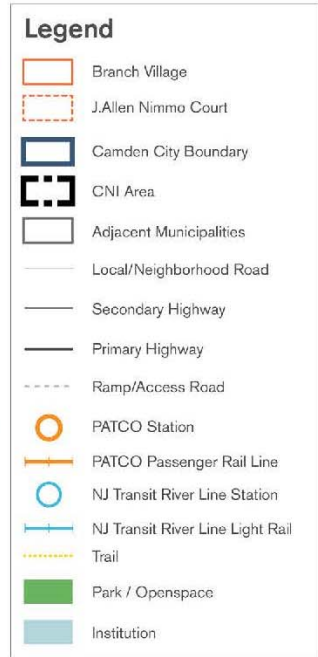 Legend
Branch Village
J.Allen Nimmo Court
Camden City Boundary
CNI Area
Adjacent Municipalities
Local/Neighborhood Road
Secondary Highway
Primary Highway
Ramp/Access Road
PATCO Station
PATCO Passenger Rail Line
NJ Transit River Line Station
NJ Transit River Line Light Rail
Trail
Park / Openspace
Institution